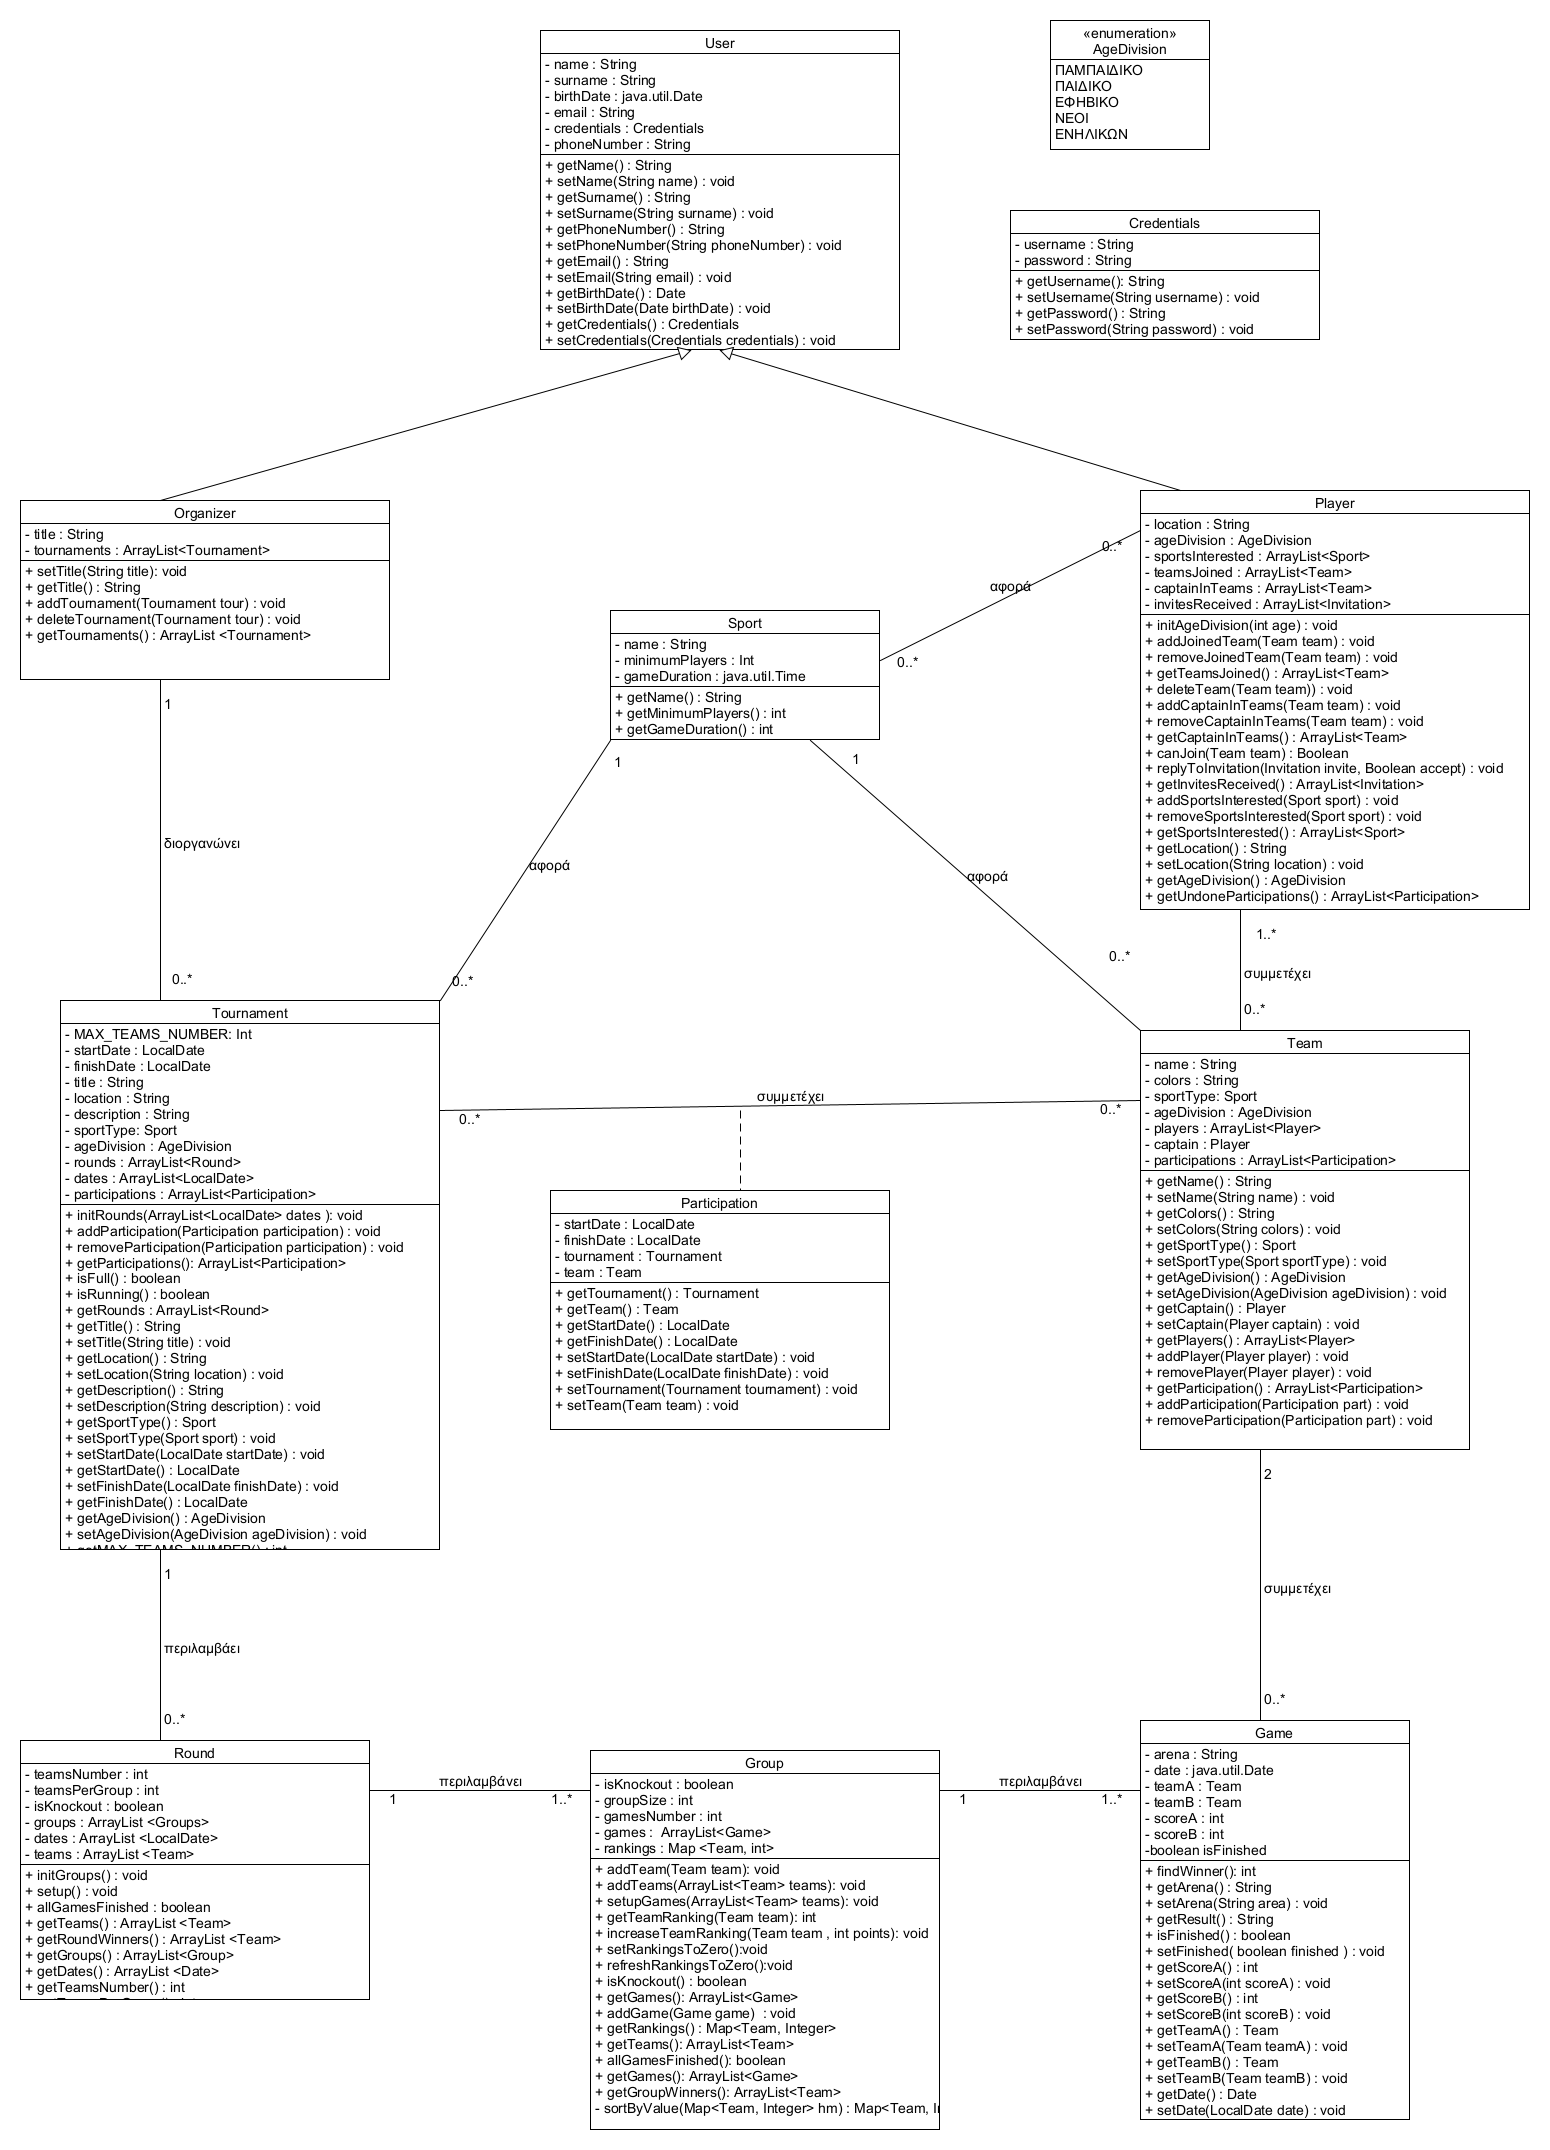 User
- name : String
- surname : String
- birthDate : java.util.Date
- email : String
- credentials : Credentials
- phoneNumber : String
+ getName() : String
+ setName(String name) : void
+ getSurname() : String
+ setSurname(String surname) : void
+ getPhoneNumber() : String
+ setPhoneNumber(String phoneNumber) : void
+ getEmail() : String
+ setEmail(String email) : void
+ getBirthDate() : Date
+ setBirthDate(Date birthDate) : void
+ getCredentials() : Credentials
+ setCredentials(Credentials credentials) : void
«enumeration»
AgeDivision
ΠΑΜΠΑΙΔΙΚΟ
ΠΑΙΔΙΚΟ
ΕΦΗΒΙΚΟ
ΝΕΟΙ
ΕΝΗΛΙΚΩΝ
Credentials
- username : String
- password : String
+ getUsername(): String
+ setUsername(String username) : void
+ getPassword() : String
+ setPassword(String password) : void
Organizer
- title : String
- tournaments : ArrayList<Tournament>
+ setTitle(String title): void
+ getTitle() : String
+ addTournament(Tournament tour) : void
+ deleteTournament(Tournament tour) : void
+ getTournaments() : ArrayList <Tournament>
Player
- location : String
- ageDivision : AgeDivision
- sportsInterested : ArrayList<Sport>
- teamsJoined : ArrayList<Team>
- captainInTeams : ArrayList<Team>
- invitesReceived : ArrayList<Invitation>
+ initAgeDivision(int age) : void
+ addJoinedTeam(Team team) : void
+ removeJoinedTeam(Team team) : void
+ getTeamsJoined() : ArrayList<Team>
+ deleteTeam(Team team)) : void
+ addCaptainInTeams(Team team) : void
+ removeCaptainInTeams(Team team) : void
+ getCaptainInTeams() : ArrayList<Team>
+ canJoin(Team team) : Boolean
+ replyToInvitation(Invitation invite, Boolean accept) : void
+ getInvitesReceived() : ArrayList<Invitation>
+ addSportsInterested(Sport sport) : void
+ removeSportsInterested(Sport sport) : void
+ getSportsInterested() : ArrayList<Sport>
+ getLocation() : String
+ setLocation(String location) : void
+ getAgeDivision() : AgeDivision
+ getUndoneParticipations() : ArrayList<Participation>
0..*
αφορά
0..*
Sport
- name : String
- minimumPlayers : Int
- gameDuration : java.util.Time
+ getName() : String
+ getMinimumPlayers() : int
+ getGameDuration() : int
1
διοργανώνει
0..*
1
αφορά
0..*
1
αφορά
0..*
1..*
συμμετέχει
0..*
Tournament
- MAX_TEAMS_NUMBER: Int
- startDate : LocalDate
- finishDate : LocalDate
- title : String
- location : String
- description : String
- sportType: Sport
- ageDivision : AgeDivision
- rounds : ArrayList<Round>
- dates : ArrayList<LocalDate>
- participations : ArrayList<Participation>
+ initRounds(ArrayList<LocalDate> dates ): void
+ addParticipation(Participation participation) : void
+ removeParticipation(Participation participation) : void
+ getParticipations(): ArrayList<Participation>
+ isFull() : boolean
+ isRunning() : boolean
+ getRounds : ArrayList<Round>
+ getTitle() : String
+ setTitle(String title) : void
+ getLocation() : String
+ setLocation(String location) : void
+ getDescription() : String
+ setDescription(String description) : void
+ getSportType() : Sport
+ setSportType(Sport sport) : void
+ setStartDate(LocalDate startDate) : void
+ getStartDate() : LocalDate
+ setFinishDate(LocalDate finishDate) : void
+ getFinishDate() : LocalDate
+ getAgeDivision() : AgeDivision
+ setAgeDivision(AgeDivision ageDivision) : void
+ getMAX_TEAMS_NUMBER() : int
0..*
συμμετέχει
0..*
Participation
- startDate : LocalDate
- finishDate : LocalDate
- tournament : Tournament
- team : Team
+ getTournament() : Tournament
+ getTeam() : Team
+ getStartDate() : LocalDate
+ getFinishDate() : LocalDate
+ setStartDate(LocalDate startDate) : void
+ setFinishDate(LocalDate finishDate) : void
+ setTournament(Tournament tournament) : void
+ setTeam(Team team) : void
Team
- name : String
- colors : String
- sportType: Sport
- ageDivision : AgeDivision
- players : ArrayList<Player>
- captain : Player
- participations : ArrayList<Participation>
+ getName() : String
+ setName(String name) : void
+ getColors() : String
+ setColors(String colors) : void
+ getSportType() : Sport
+ setSportType(Sport sportType) : void
+ getAgeDivision() : AgeDivision
+ setAgeDivision(AgeDivision ageDivision) : void
+ getCaptain() : Player
+ setCaptain(Player captain) : void
+ getPlayers() : ArrayList<Player>
+ addPlayer(Player player) : void
+ removePlayer(Player player) : void
+ getParticipation() : ArrayList<Participation>
+ addParticipation(Participation part) : void
+ removeParticipation(Participation part) : void
1
περιλαμβάει
0..*
2
συμμετέχει
0..*
Round
- teamsNumber : int
- teamsPerGroup : int
- isKnockout : boolean
- groups : ArrayList <Groups>
- dates : ArrayList <LocalDate>
- teams : ArrayList <Team>
+ initGroups() : void
+ setup() : void
+ allGamesFinished : boolean
+ getTeams() : ArrayList <Team>
+ getRoundWinners() : ArrayList <Team>
+ getGroups() : ArrayList<Group>
+ getDates() : ArrayList <Date>
+ getTeamsNumber() : int
1
περιλαμβάνει
1..*
Group
- isKnockout : boolean
- groupSize : int
- gamesNumber : int
- games :  ArrayList<Game>
- rankings : Map <Team, int>
+ addTeam(Team team): void
+ addTeams(ArrayList<Team> teams): void
+ setupGames(ArrayList<Team> teams): void
+ getTeamRanking(Team team): int
+ increaseTeamRanking(Team team , int points): void
+ setRankingsToZero():void
+ refreshRankingsToZero():void
+ isKnockout() : boolean
+ getGames(): ArrayList<Game>
+ addGame(Game game)  : void
+ getRankings() : Map<Team, Integer>
+ getTeams(): ArrayList<Team>
+ allGamesFinished(): boolean
+ getGames(): ArrayList<Game>
+ getGroupWinners(): ArrayList<Team>
- sortByValue(Map<Team, Integer> hm) : Map<Team,
1
περιλαμβάνει
1..*
Game
- arena : String
- date : java.util.Date
- teamA : Team
- teamB : Team
- scoreA : int
- scoreB : int
-boolean isFinished
+ findWinner(): int
+ getArena() : String
+ setArena(String area) : void
+ getResult() : String
+ isFinished() : boolean
+ setFinished( boolean finished ) : void
+ getScoreA() : int
+ setScoreA(int scoreA) : void
+ getScoreB() : int
+ setScoreB(int scoreB) : void
+ getTeamA() : Team
+ setTeamA(Team teamA) : void
+ getTeamB() : Team
+ setTeamB(Team teamB) : void
+ getDate() : Date
+ setDate(LocalDate date) : void